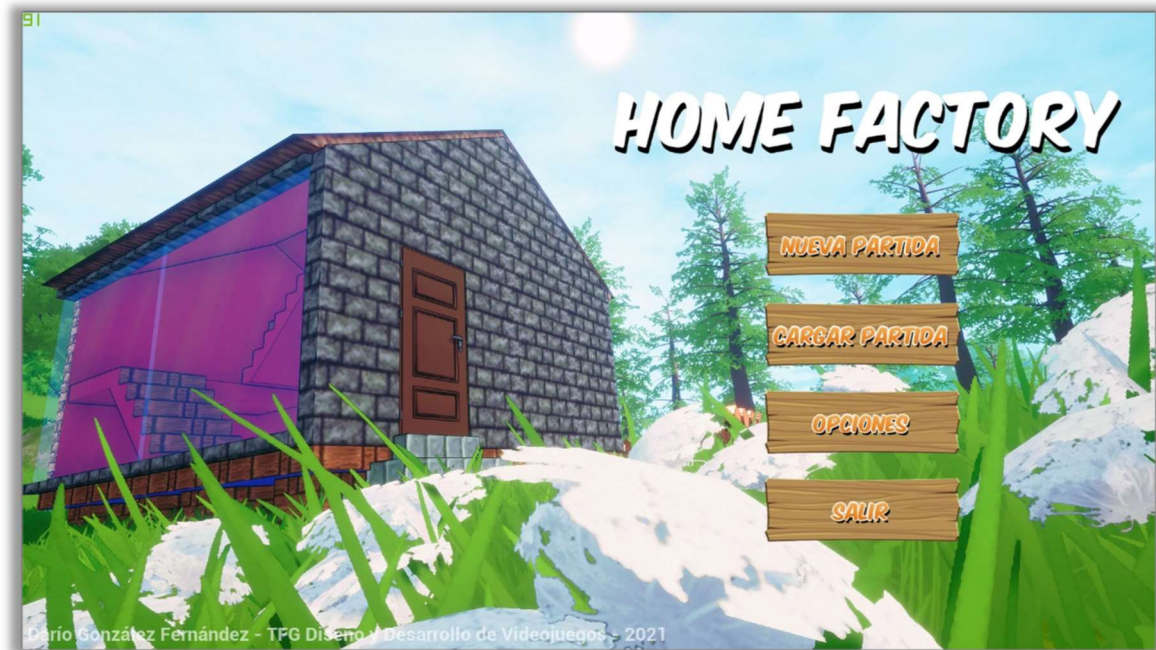 91
HOME FACTORY
NUEVA PARTIDA
CARGAR PARTIDA
OPCIONES
SALIR
Darío González Fernández - TFG Diseño y Desarrollo de Videojuegos - 2021